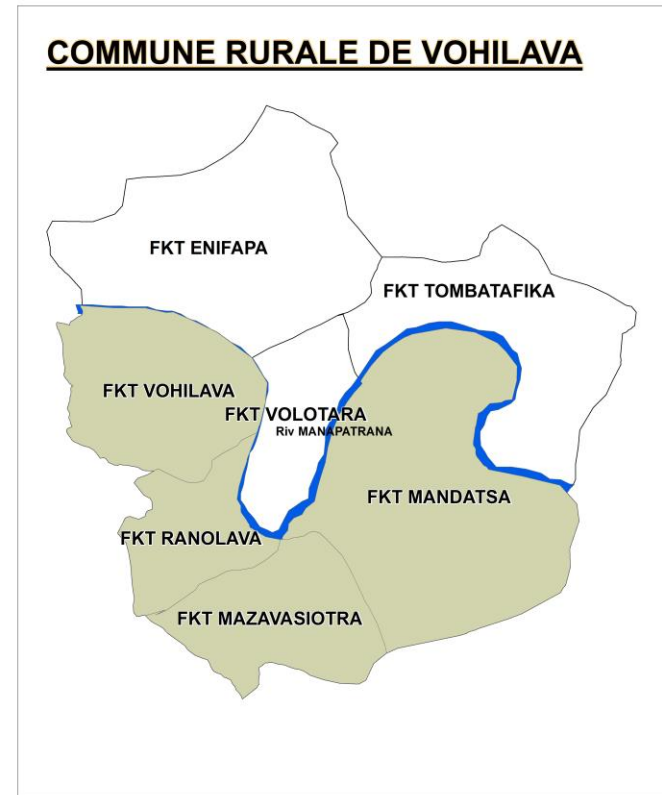 COMMUNE RURALE DE VOHILAVA
FKT ENIFAPA
FKT TOMBATAFIKA
FKT VOHILAVA
FKT VOLOTARA
Riv MANAPATRANA
FKT MANDATSA
FKT RANOLAVA
FKT MAZAVASIOTRA